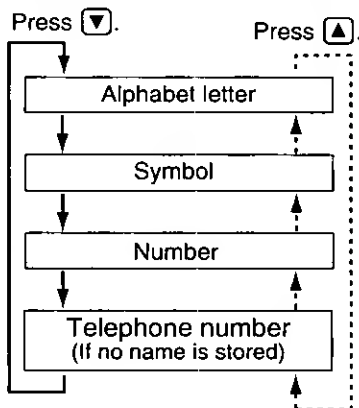 Press ▼.
Press ▲.
Alphabet letter
Symbol
Number
Telephone number
(If no name is stored)